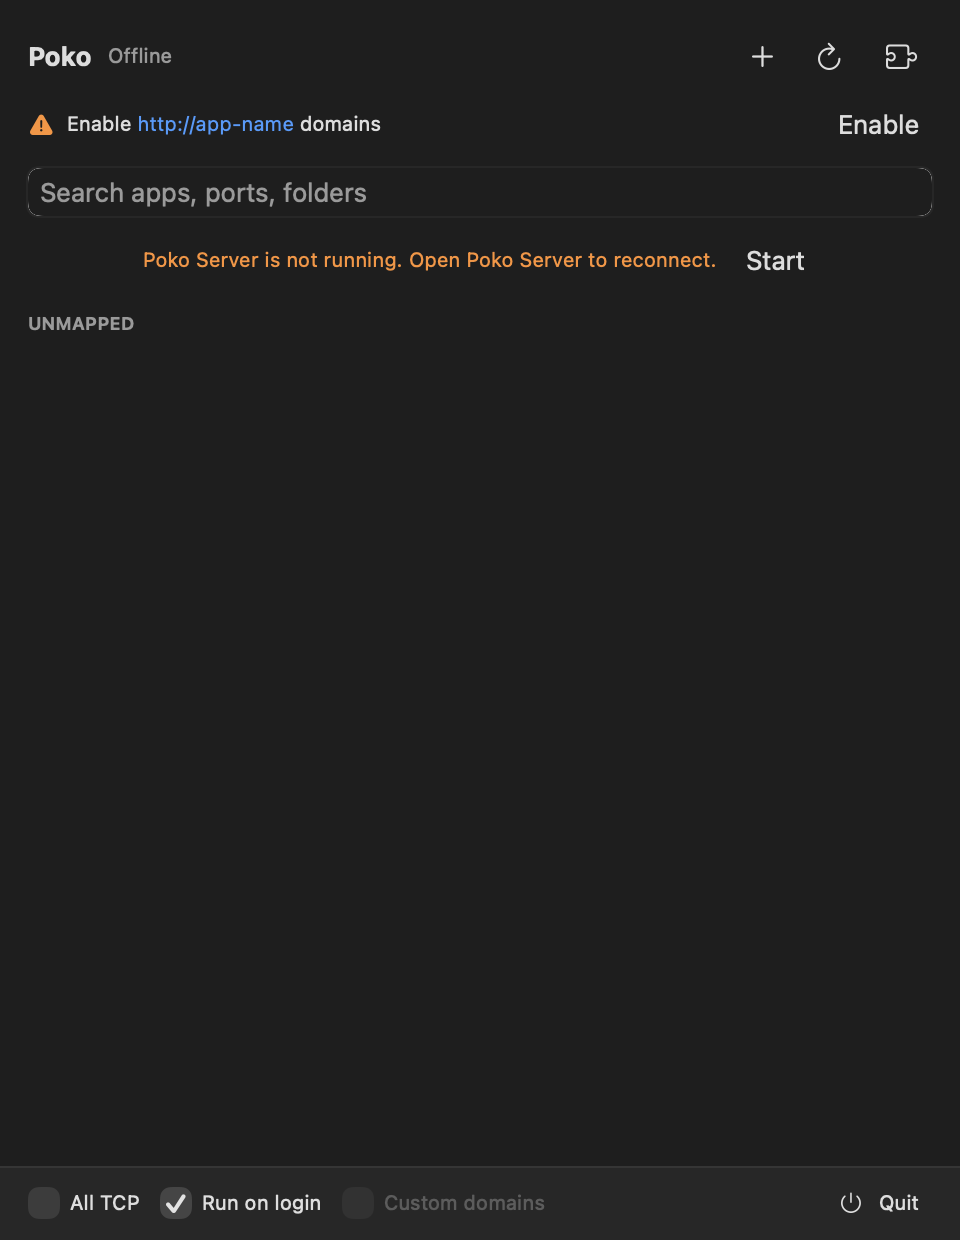 Poko Offline
Enable http://app-name domains Enable
Search apps, ports, folders
Poko Server is not running. Open Poko Server to reconnect. Start
UNMAPPED
All TCP Run on login Custom domains Quit